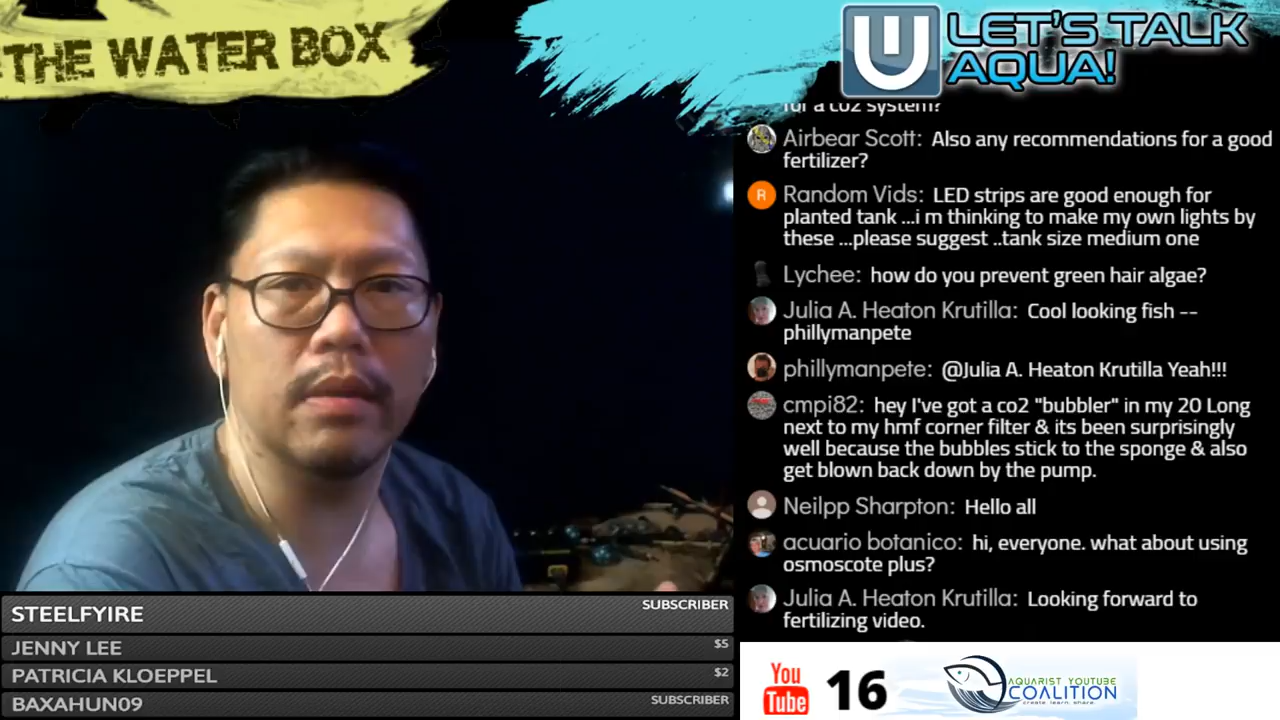 THE WATER BOX
LET'S TALK
AQUA!
for a co2 system?
Airbear Scott: Also any recommendations for a good
fertilizer?
R
Random Vids: LED strips are good enough for
planted tank ...i m thinking to make my own lights by
these ...please suggest ..tank size medium one
Lychee: how do you prevent green hair algae?
Julia A. Heaton Krutilla: Cool looking fish --
phillymanpete
phillymanpete: @Julia A. Heaton Krutilla Yeah!!!
cmpi82: hey I've got a co2 "bubbler" in my 20 Long
next to my hmf corner filter & its been surprisingly
well because the bubbles stick to the sponge & also
get blown back down by the pump.
Neilpp Sharpton: Hello all
acuario botanico: hi, everyone. what about using
osmoscote plus?
Julia A. Heaton Krutilla: Looking forward to
fertilizing video.
STEELFYIRE SUBSCRIBER
JENNY LEE $5
PATRICIA KLOEPPEL $2
BAXAHUN09 SUBSCRIBER
You
Tube
16
AQUARIST YOUTUBE
COALITION
create. learn. share.